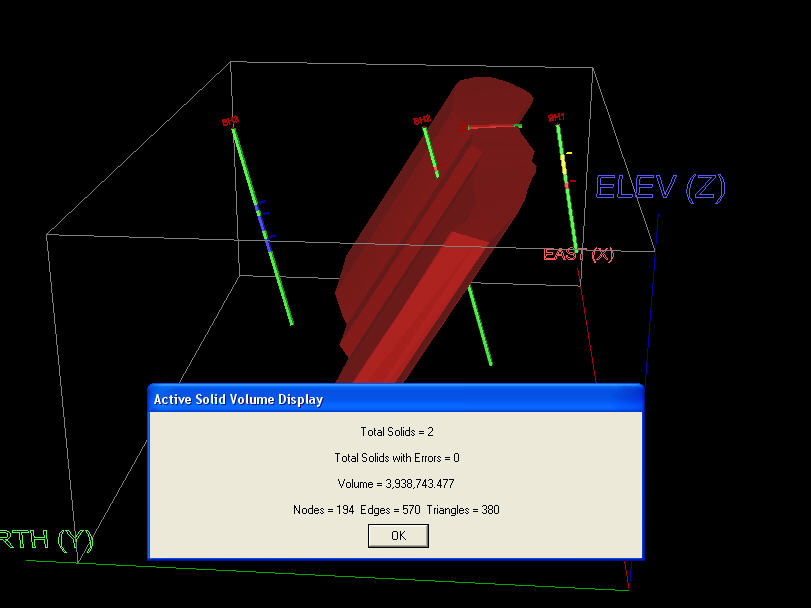 BH3
BH2
BH1
ELEV (Z)
EAST (X)
Active Solid Volume Display
Total Solids = 2
Total Solids with Errors = 0
Volume = 3,938,743.477
Nodes = 194 Edges = 570 Triangles = 380
OK
RTH (Y)